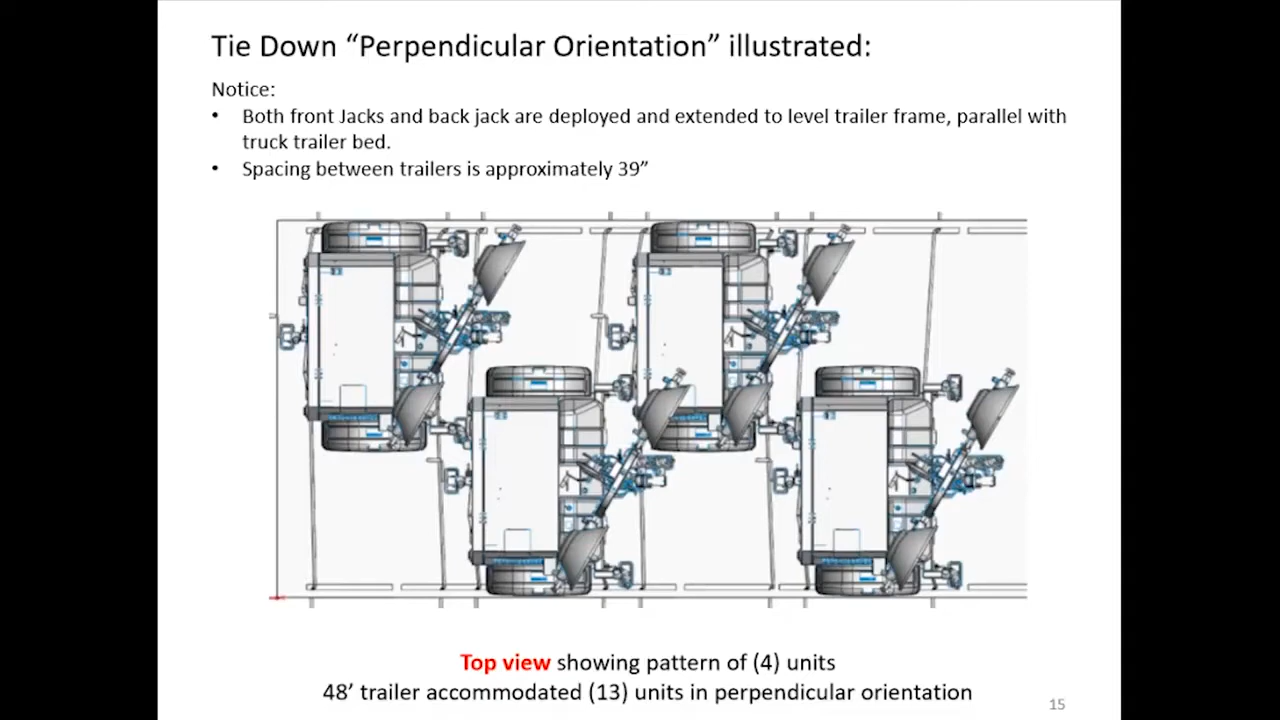 Tie Down “Perpendicular Orientation” illustrated:
Notice:
• Both front Jacks and back jack are deployed and extended to level trailer frame, parallel with
truck trailer bed.
• Spacing between trailers is approximately 39”
Top view showing pattern of (4) units
48’ trailer accommodated (13) units in perpendicular orientation
15